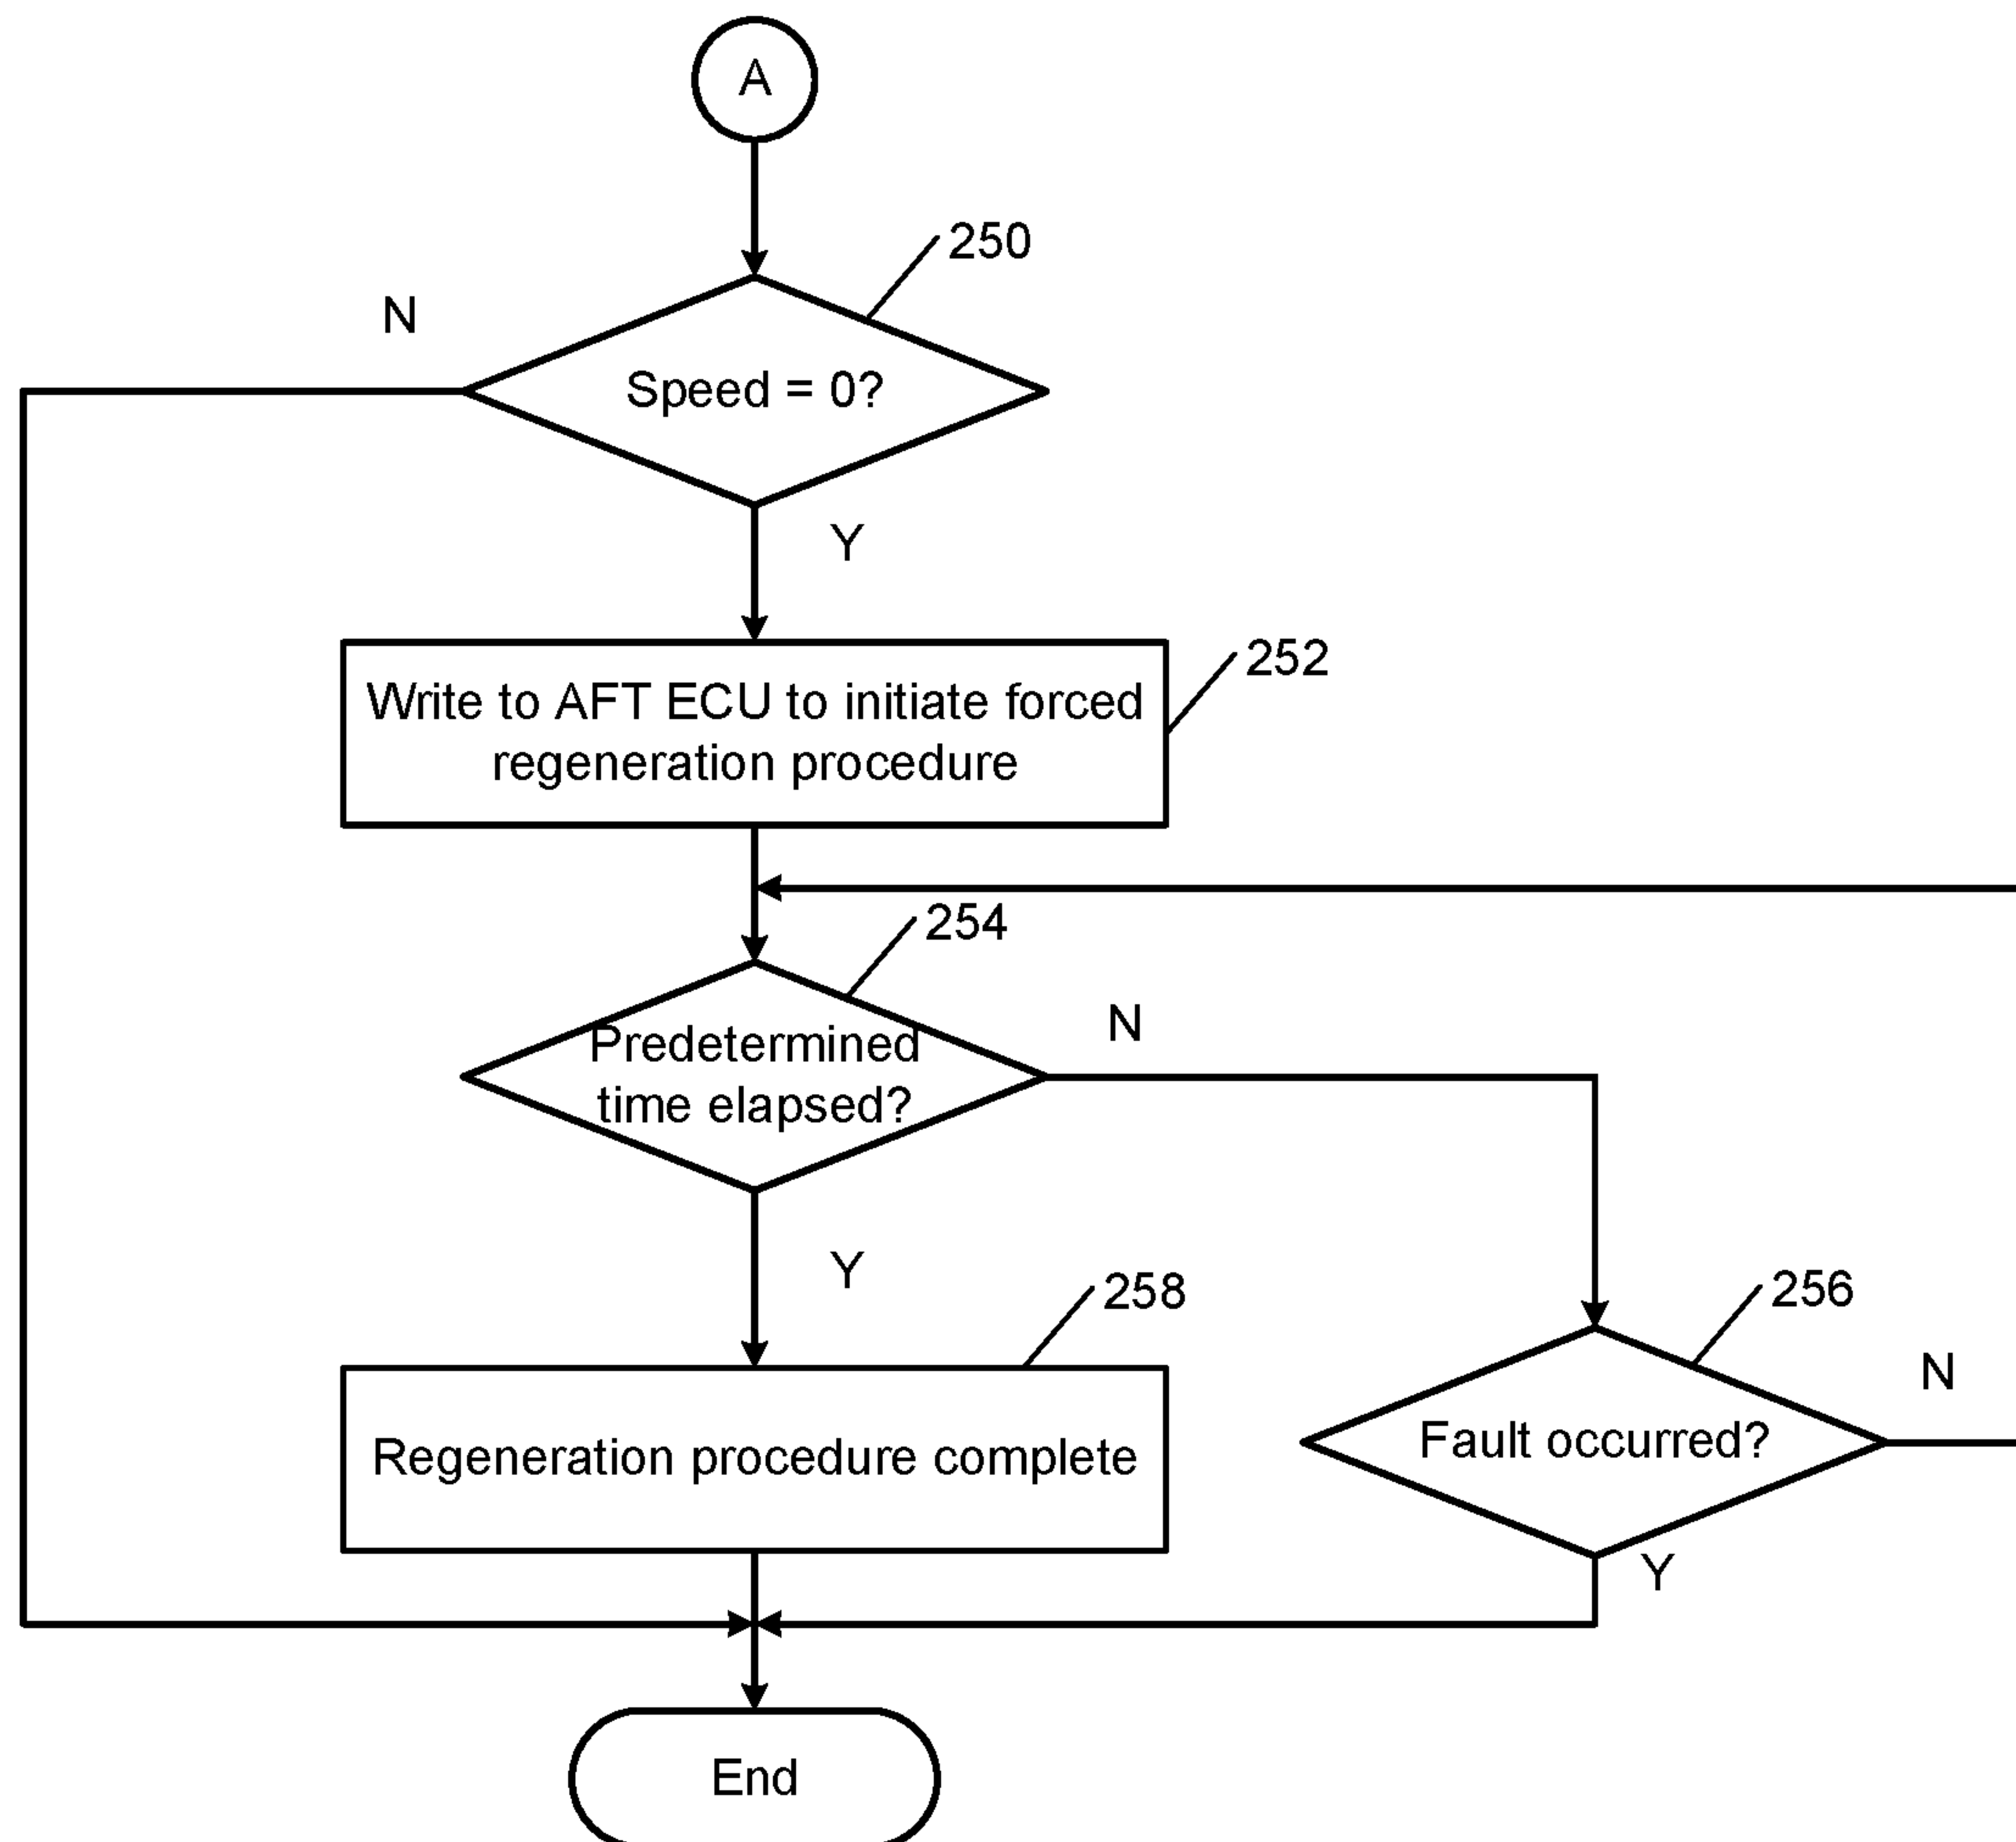 A
250
N
Speed = 0?
Y
252
Write to AFT ECU to initiate forced
regeneration procedure
254
N
Predetermined
time elapsed?
Y
258
256
N
Regeneration procedure complete
Fault occurred?
Y
End